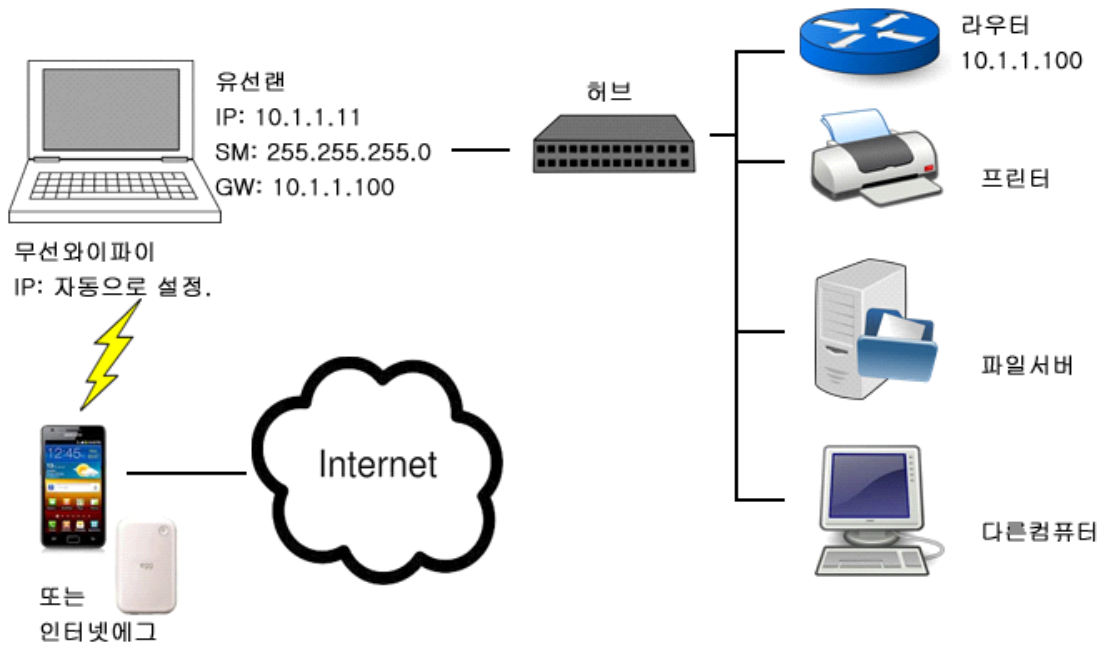 유선랜
IP: 10.1.1.11
SM: 255.255.255.0
GW: 10.1.1.100
무선와이파이
IP: 자동으로 설정.
허브
라우터
10.1.1.100
프린터
파일서버
다른컴퓨터
Internet
12:45
egg
또는
인터넷에그